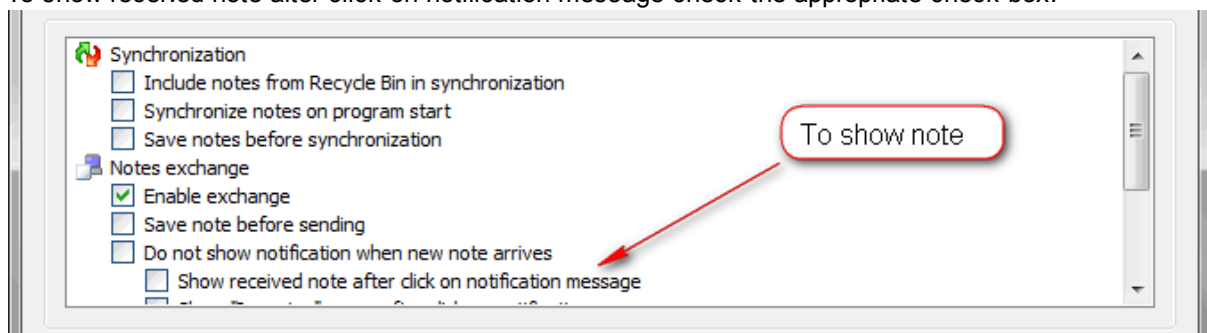 To show received note after click on notification message check the appropriate check box.
Synchronization
Include notes from Recycle Bin in synchronization
Synchronize notes on program start
Save notes before synchronization
To show note
Notes exchange
Enable exchange
Save note before sending
Do not show notification when new note arrives
Show received note after click on notification message